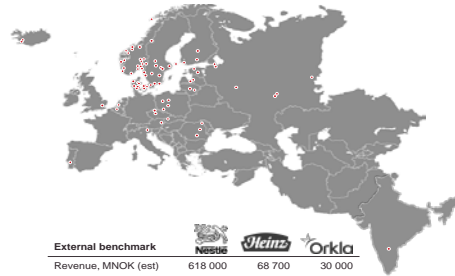 Nestlé Heinz Orkla
External benchmark
Revenue, MNOK (est) 618 000 68 700 30 000